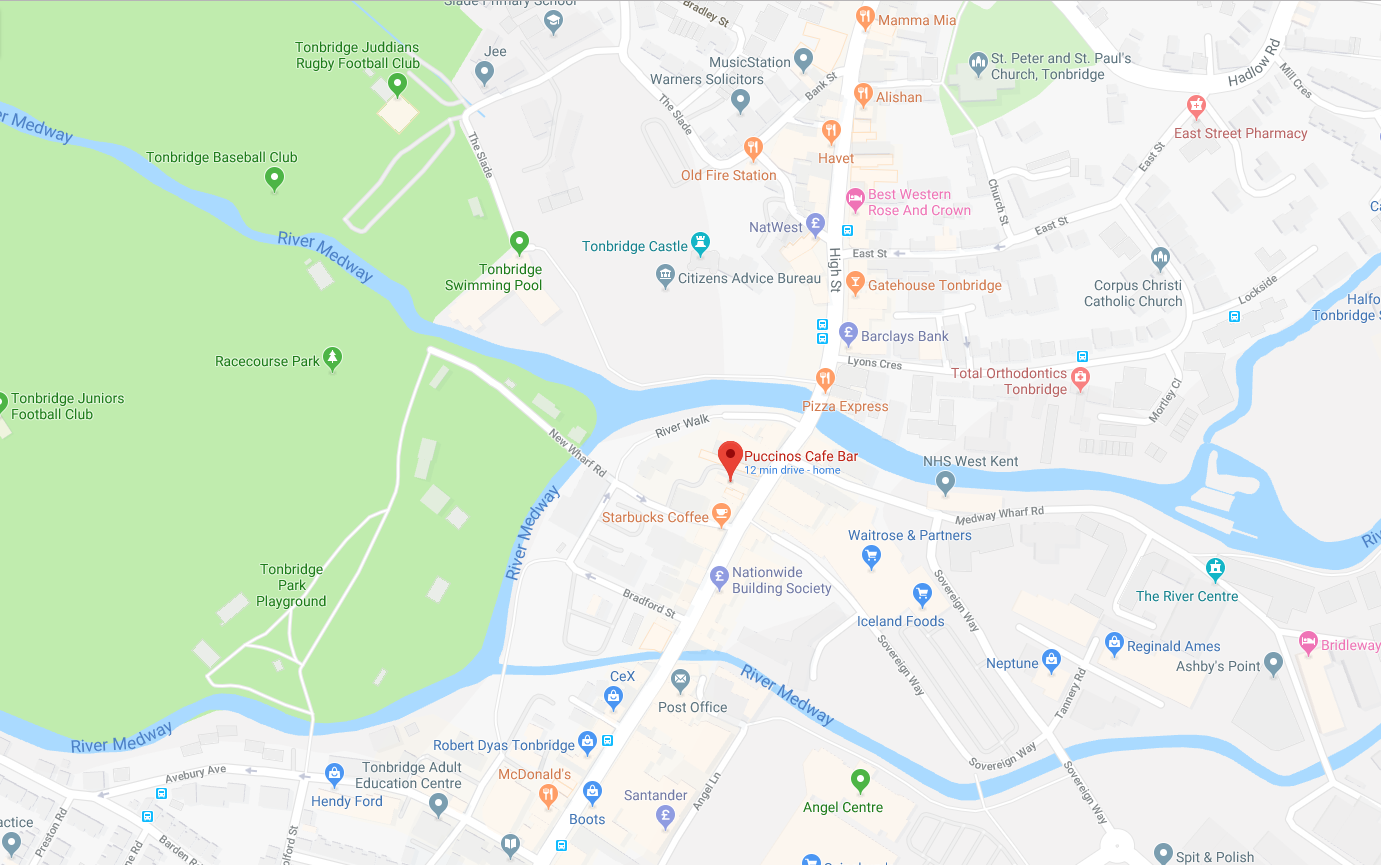 Slade Primary School
Bradley St
Mamma Mia
Tonbridge Juddians
Rugby Football Club
Jee
MusicStation
Warners Solicitors
Bank St
St. Peter and St. Paul's
Church, Tonbridge
Hadlow Rd
Mill Cres
The Slade
Alishan
East Street Pharmacy
River Medway
Tonbridge Baseball Club
The Slade
Havet
Old Fire Station
East St
Best Western
Rose And Crown
Church St
NatWest
East St
River Medway
Tonbridge Castle
East St
Tonbridge
Swimming Pool
Citizens Advice Bureau
High St
Gatehouse Tonbridge
Corpus Christi
Catholic Church
Lockside
Halfo
Tonbridge S
Barclays Bank
Racecourse Park
Lyons Cres
Total Orthodontics
Tonbridge
Mortley Cl
Tonbridge Juniors
Football Club
Pizza Express
River Walk
New Wharf Rd
Puccinos Cafe Bar
12 min drive - home
NHS West Kent
Starbucks Coffee
Medway Wharf Rd
River Medway
Waitrose & Partners
Riv
Tonbridge
Park
Playground
Nationwide
Building Society
Bradford St
Iceland Foods
Sovereign Way
The River Centre
Sovereign Way
Neptune
Reginald Ames
Ashby's Point
Bridleway
Tannery Rd
CeX
Post Office
River Medway
River Medway
Robert Dyas Tonbridge
Sovereign Way
Avebury Ave
Tonbridge Adult
Education Centre
McDonald's
Hendy Ford
Santander
Angel Ln
Angel Centre
Sovereign Way
Boots
Preston Rd
actice
Barden R
ne Rd
olford St
Spit & Polish